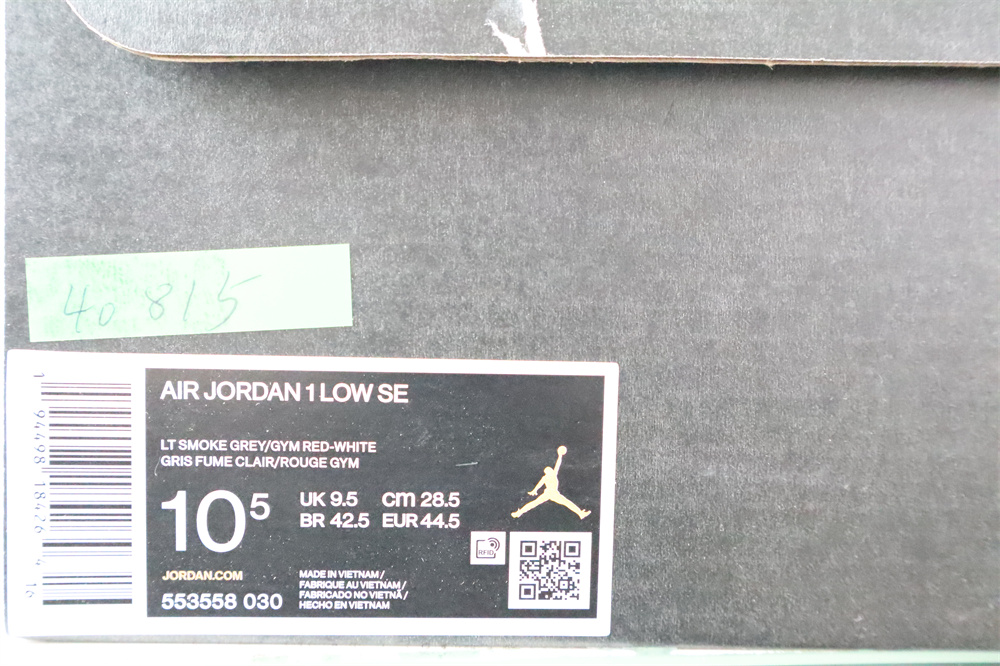 40 815
AIR JORDAN 1 LOW SE
LT SMOKE GREY/GYM RED-WHITE
GRIS FUME CLAIR/ROUGE GYM
10 5
UK 9.5 cm 28.5
BR 42.5 EUR 44.5
RFID
JORDAN.COM
553558 030
MADE IN VIETNAM /
FABRIQUE AU VIETNAM /
FABRICADO NO VIETNÃ /
HECHO EN VIETNAM